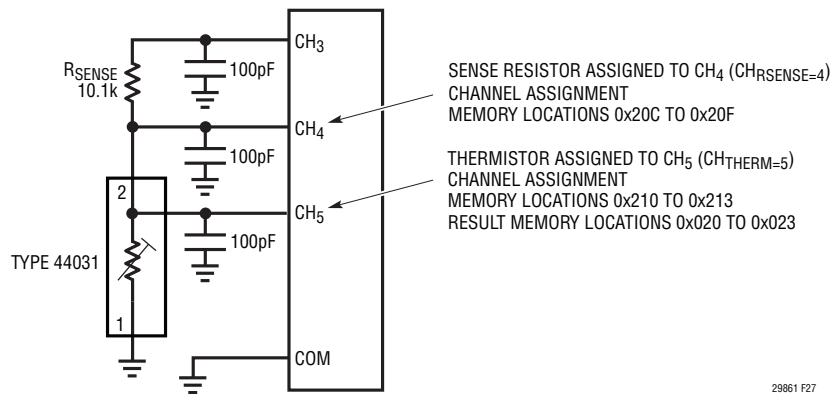 CH3
RSENSE
10.1k
100pF
SENSE RESISTOR ASSIGNED TO CH4 (CHRSENSE=4)
CHANNEL ASSIGNMENT
MEMORY LOCATIONS 0x20C TO 0x20F
CH4
100pF
THERMISTOR ASSIGNED TO CH5 (CHTHERM=5)
CHANNEL ASSIGNMENT
MEMORY LOCATIONS 0x210 TO 0x213
RESULT MEMORY LOCATIONS 0x020 TO 0x023
2
CH5
100pF
TYPE 44031
1
COM
29861 F27